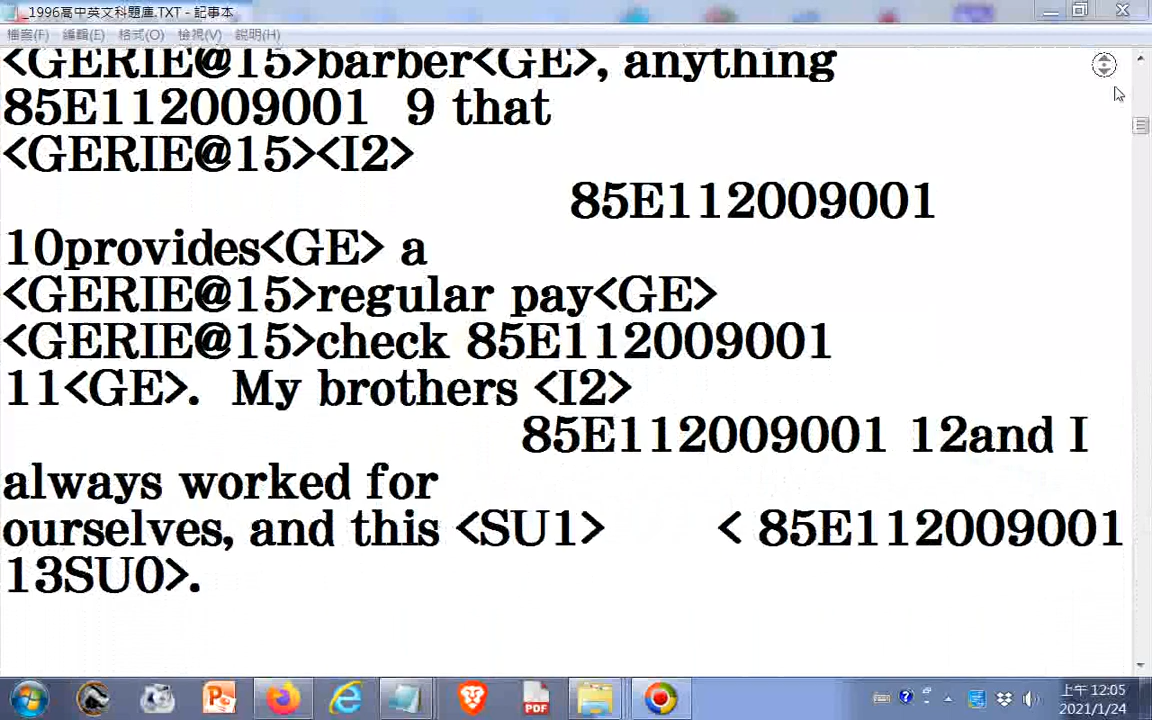 _1996高中英文科題庫.TXT - 記事本
檔案(F) 編輯(E) 格式(O) 檢視(V) 說明(H)
<GERIE@15>barber<GE>, anything
85E112009001  9 that
<GERIE@15><I2>
85E112009001
10provides<GE> a
<GERIE@15>regular pay<GE>
<GERIE@15>check 85E112009001
11<GE>.  My brothers <I2>
85E112009001 12and I
always worked for
ourselves, and this <SU1>      < 85E112009001
13SU0>.
PDF
上午 12:05
2021/1/24